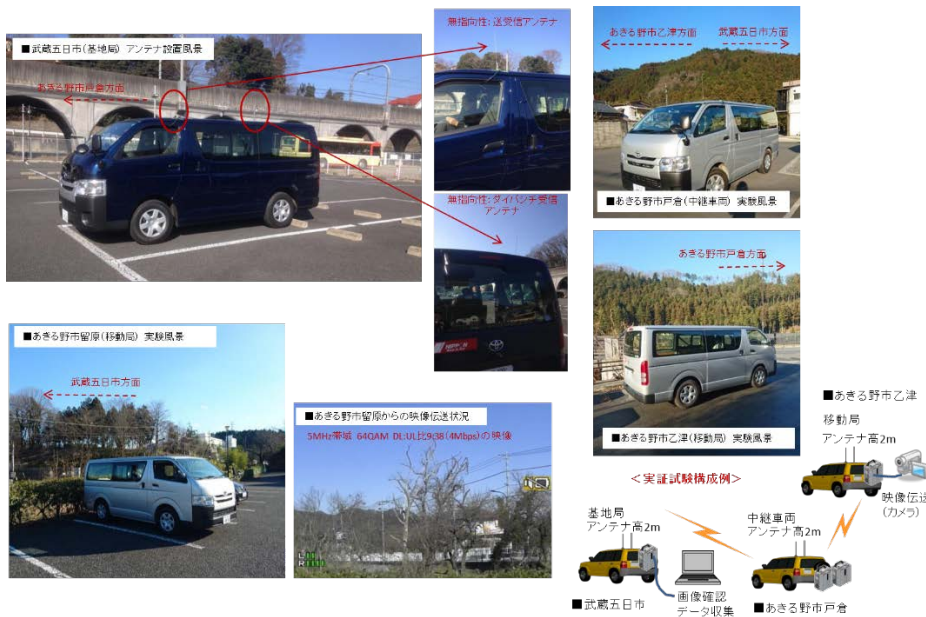 ■武蔵五日市(基地局) アンテナ設置風景
あきる野市戸倉方面
無指向性: 送受信アンテナ
無指向性: ダイバシチ受信
アンテナ
あきる野市乙津方面
武蔵五日市方面
■あきる野市戸倉(中継車両) 実験風景
あきる野市戸倉方面
■あきる野市乙津(移動局) 実験風景
■あきる野市留原(移動局) 実験風景
武蔵五日市方面
■あきる野市留原からの映像伝送状況
5MHz帯域 64QAM DL:UL比9:38(4Mbps)の映像
L
R
<実証試験構成例>
■あきる野市乙津
移動局
アンテナ高2m
映像伝送
(カメラ)
基地局
アンテナ高2m
中継車両
アンテナ高2m
画像確認
データ収集
■武蔵五日市
■あきる野市戸倉